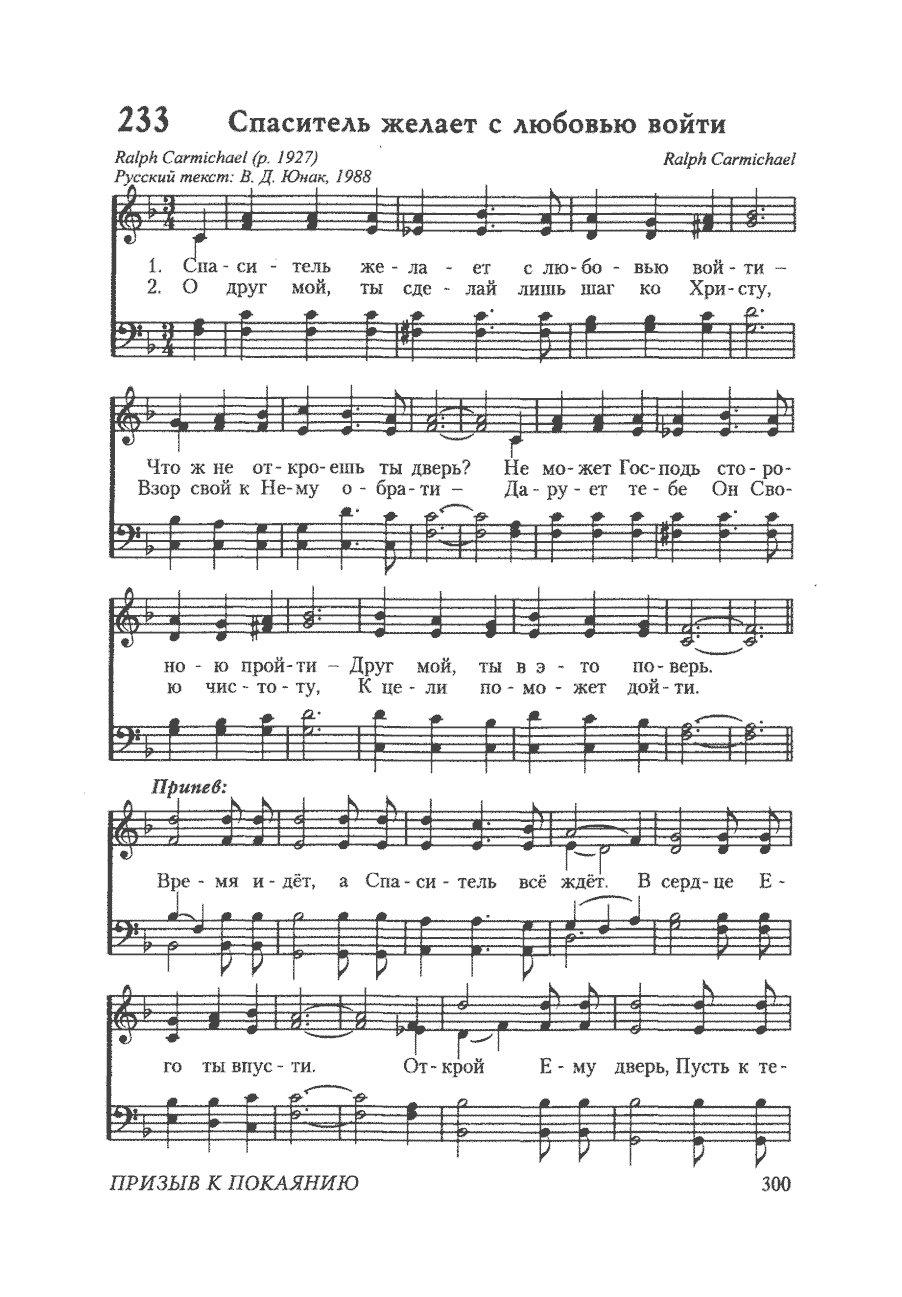 233 Спаситель желает с любовью войти
Ralph Carmichael (р. 1927) Ralph Carmichael
Русский текст: В. Д. Юнак, 1988
1. Спа - си - тель же - ла - ет с лю - бо - вью вой - ти –
2. О друг мой, ты сде - лай лишь шаг ко Хри - сту,
Что ж не от - кро - ешь ты дверь? Не мо - жет Гос - подь сто - ро -
Взор свой к Не - му о - бра - ти – Да - ру - ет те - бе Он Сво -
но - ю прой - ти – Друг мой, ты в э - то по - верь.
ю чис - то - ту, К це - ли по - мо - жет дой - ти.
Припев:
Вре - мя и - дёт, а Спа - си - тель всё ждёт. В серд - це Е -
го ты впус - ти. От - крой Е - му дверь, Пусть к те -
ПРИЗЫВ К ПОКАЯНИЮ 300